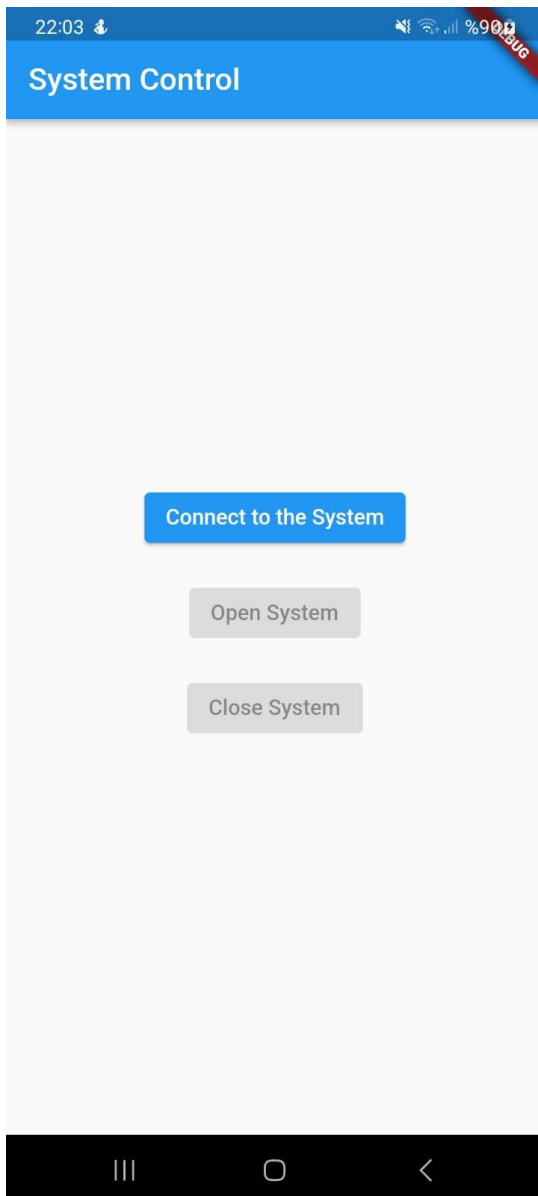 22:03 %90
DEBUG
System Control
Connect to the System
Open System
Close System